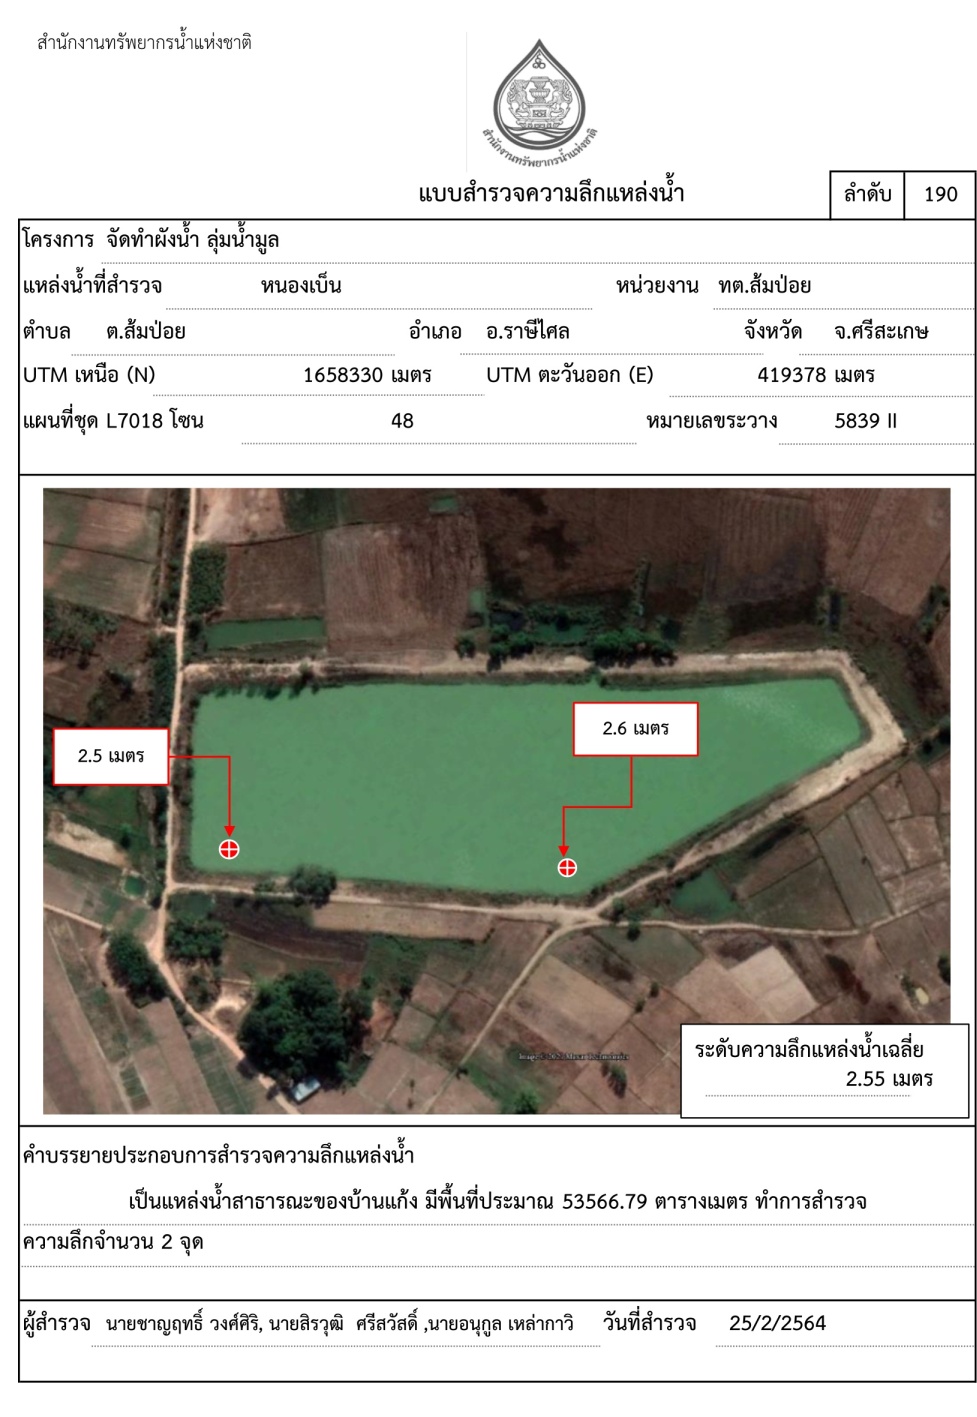 สำนักงานทรัพยากรน้ำแห่งชาติ
สำนักงานทรัพยากรน้ำแห่งชาติ
แบบสำรวจความลึกแหล่งน้ำ ลำดับ 190
โครงการ จัดทำผังน้ำ ลุ่มน้ำมูล
แหล่งน้ำที่สำรวจ หนองเบ็น หน่วยงาน ทต.ส้มป่อย
ตำบล ต.ส้มป่อย อำเภอ อ.ราษีไศล จังหวัด จ.ศรีสะเกษ
UTM เหนือ (N) 1658330 เมตร UTM ตะวันออก (E) 419378 เมตร
แผนที่ชุด L7018 โซน 48 หมายเลขระวาง 5839 II
2.6 เมตร
2.5 เมตร
ระดับความลึกแหล่งน้ำเฉลี่ย
2.55 เมตร
คำบรรยายประกอบการสำรวจความลึกแหล่งน้ำ
เป็นแหล่งน้ำสาธารณะของบ้านแก้ง มีพื้นที่ประมาณ 53566.79 ตารางเมตร ทำการสำรวจ
ความลึกจำนวน 2 จุด
ผู้สำรวจ นายชาญฤทธิ์ วงศ์ศิริ, นายสิรวุฒิ ศรีสวัสดิ์ ,นายอนุกูล เหล่ากาวิ วันที่สำรวจ 25/2/2564